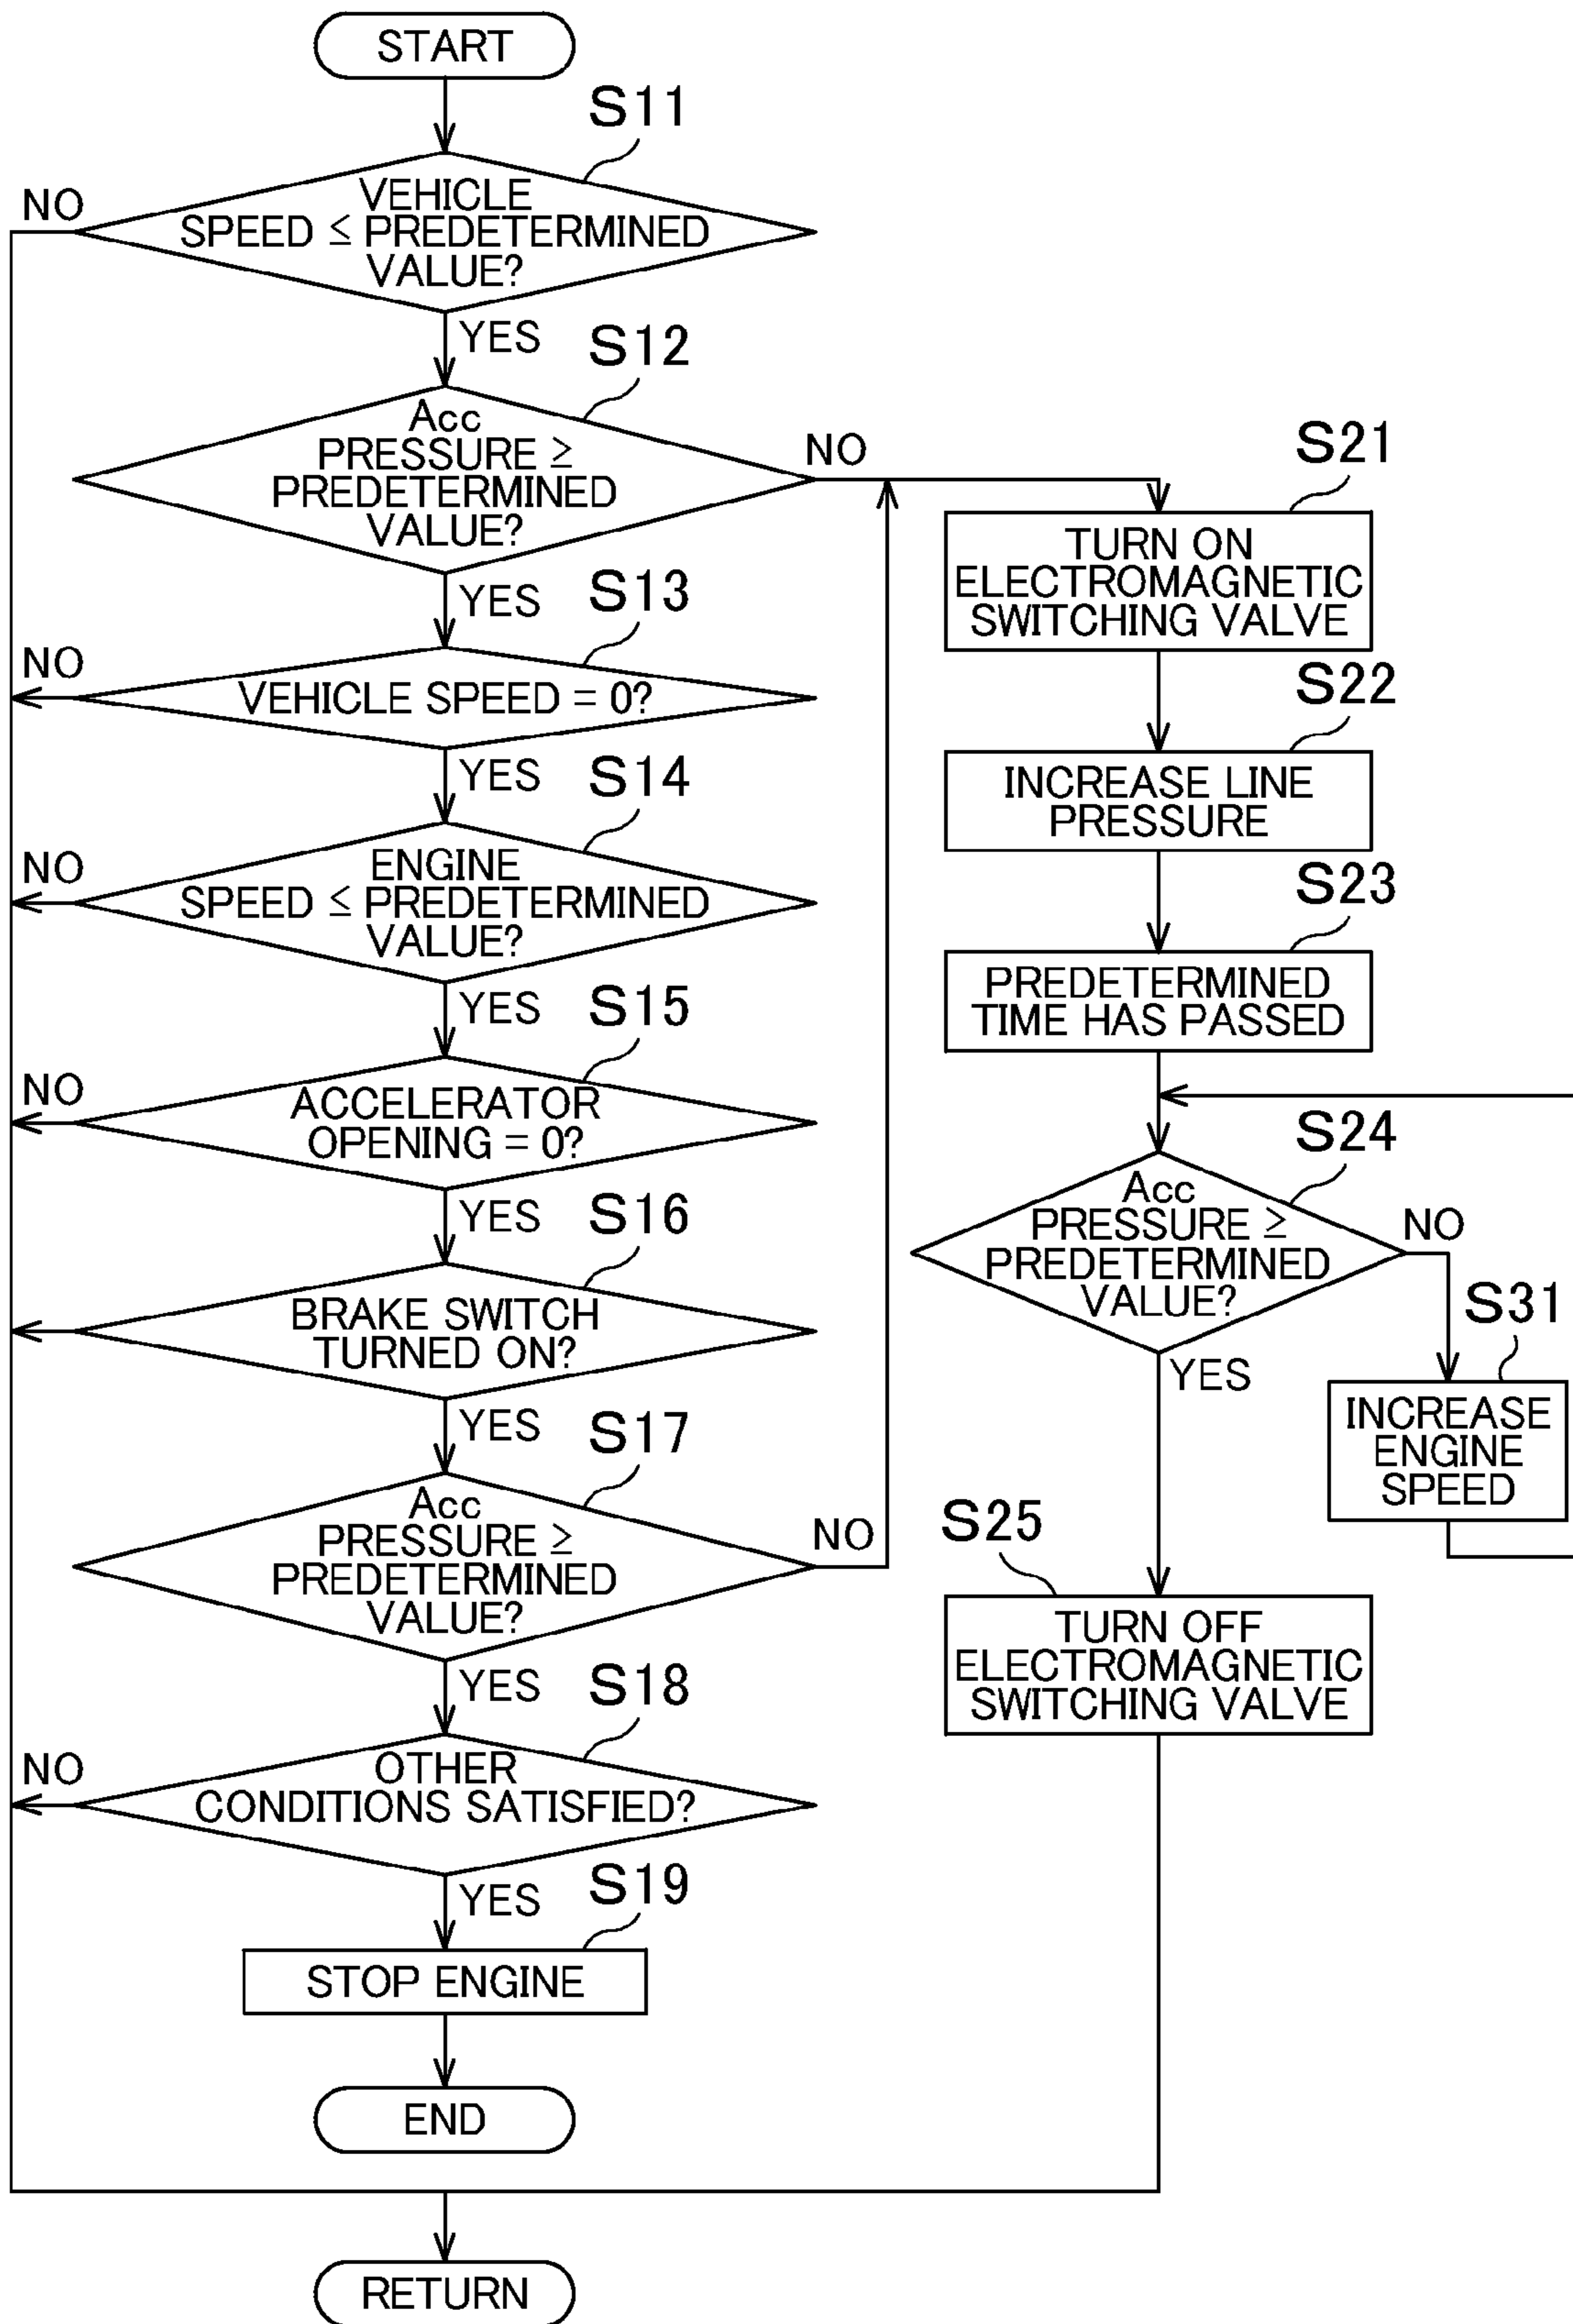 START
S11
NO
VEHICLE
SPEED ≤ PREDETERMINED
VALUE?
YES
S12
Acc
PRESSURE ≥
PREDETERMINED
VALUE?
NO
YES
S13
NO
VEHICLE SPEED = 0?
YES
S14
NO
ENGINE
SPEED ≤ PREDETERMINED
VALUE?
YES
S15
NO
ACCELERATOR
OPENING = 0?
YES
S16
BRAKE SWITCH
TURNED ON?
YES
S17
Acc
PRESSURE ≥
PREDETERMINED
VALUE?
NO
YES
S18
NO
OTHER
CONDITIONS SATISFIED?
YES
S19
STOP ENGINE
END
S21
TURN ON
ELECTROMAGNETIC
SWITCHING VALVE
S22
INCREASE LINE
PRESSURE
S23
PREDETERMINED
TIME HAS PASSED
S24
Acc
PRESSURE ≥
PREDETERMINED
VALUE?
NO
YES
S31
INCREASE
ENGINE
SPEED
S25
TURN OFF
ELECTROMAGNETIC
SWITCHING VALVE
RETURN